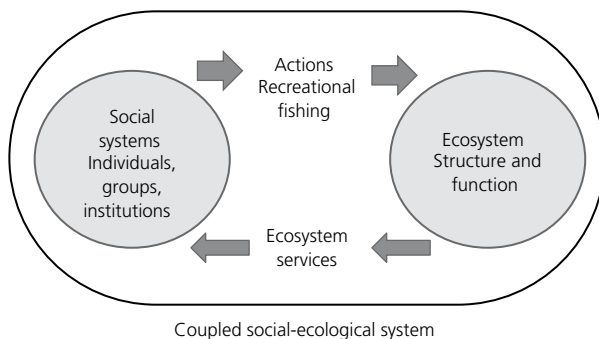 Actions
Recreational
fishing
Social
systems
Individuals,
groups,
institutions
Ecosystem
Structure and
function
Ecosystem
services
Coupled social-ecological system